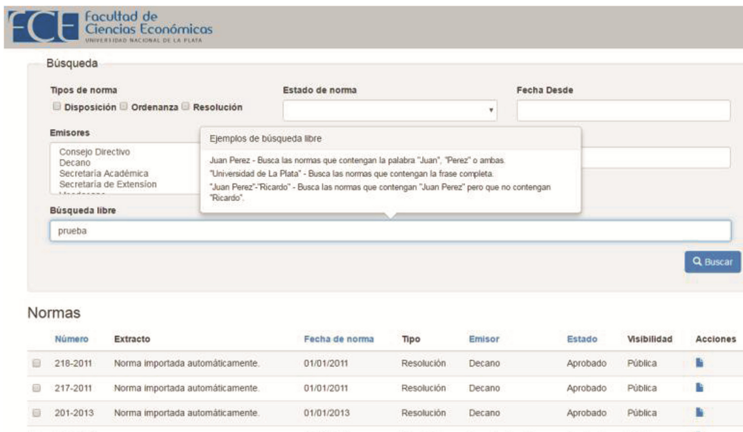 FCE
Facultad de
Ciencias Económicas
UNIVERSIDAD NACIONAL DE LA PLATA
Búsqueda
Tipos de norma
Disposición Ordenanza Resolución
Estado de norma
Fecha Desde
Emisores
Consejo Directivo
Decano
Secretaría Académica
Secretaría de Extensíon
Ejemplos de búsqueda libre
Juan Perez - Busca las normas que contengan la palabra "Juan", "Perez" o ambas.
"Universidad de La Plata" - Busca las normas que contengan la frase completa.
"Juan Perez"-"Ricardo" - Busca las normas que contengan "Juan Perez" pero que no contengan
"Ricardo".
Búsqueda libre
prueba
Buscar
Normas
Número Extracto Fecha de norma Tipo Emisor Estado Visibilidad Acciones
218-2011 Norma importada automáticamente. 01/01/2011 Resolución Decano Aprobado Pública
217-2011 Norma importada automáticamente. 01/01/2011 Resolución Decano Aprobado Pública
201-2013 Norma importada automáticamente. 01/01/2013 Resolución Decano Aprobado Pública